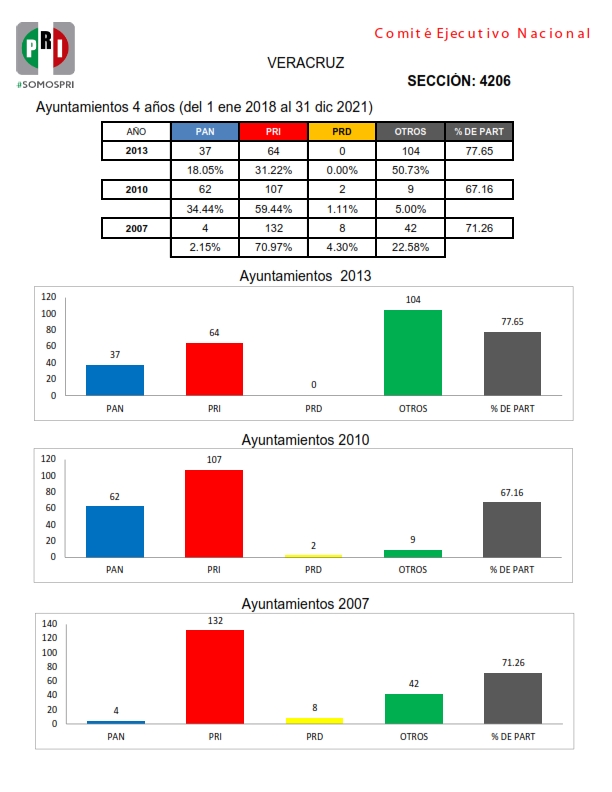 Comité Ejecutivo Nacional
PRI
#SOMOSPRI
VERACRUZ
SECCIÓN: 4206
Ayuntamientos 4 años (del 1 ene 2018 al 31 dic 2021)
AÑO PAN PRI PRD OTROS % DE PART
2013 37 64 0 104 77.65
18.05% 31.22% 0.00% 50.73%
2010 62 107 2 9 67.16
34.44% 59.44% 1.11% 5.00%
2007 4 132 8 42 71.26
2.15% 70.97% 4.30% 22.58%
Ayuntamientos 2013
120
100
80
60
40
20
0
37
64
0
104
77.65
PAN PRI PRD OTROS % DE PART
Ayuntamientos 2010
120
100
80
60
40
20
0
62
107
2
9
67.16
PAN PRI PRD OTROS % DE PART
Ayuntamientos 2007
140
120
100
80
60
40
20
0
4
132
8
42
71.26
PAN PRI PRD OTROS % DE PART